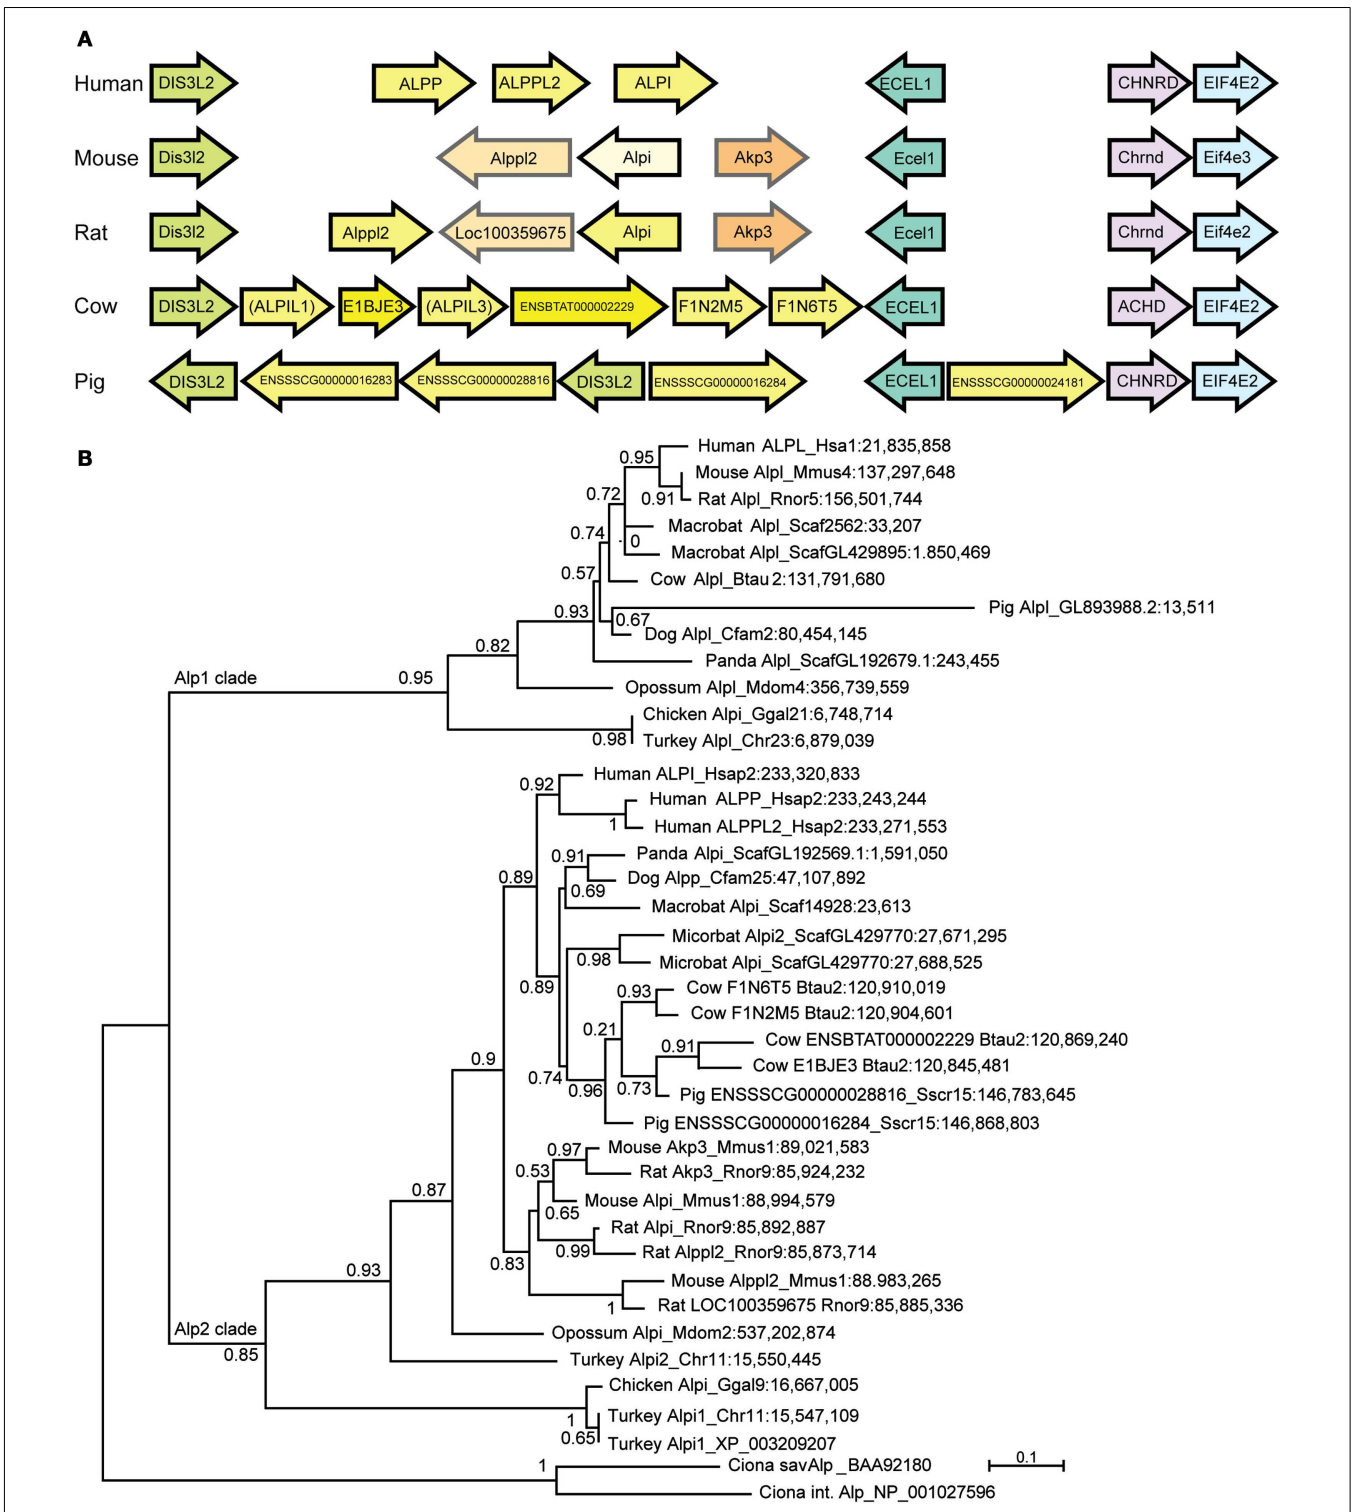 A
Human DIS3L2 ALPP ALPPL2 ALPI ECEL1 CHNRD EIF4E2
Mouse Dis3l2 Alppl2 Alpi Akp3 Ecel1 Chrnd Eif4e3
Rat Dis3l2 Alppl2 Loc100359675 Alpi Akp3 Ecel1 Chrnd Eif4e2
Cow DIS3L2 (ALPIL1) E1BJE3 (ALPIL3) ENSBTAT000002229 F1N2M5 F1N6T5 ECEL1 ACHD EIF4E2
Pig DIS3L2 ENSSSCG00000016283 ENSSSCG00000028816 DIS3L2 ENSSSCG00000016284 ECEL1 ENSSSCG00000024181 CHNRD EIF4E2
B
Human ALPL_Hsa1:21,835,858
0.95
Mouse Alpl_Mmus4:137,297,648
0.91 Rat Alpl_Rnor5:156,501,744
0.72
Macrobat Alpl_Scaf2562:33,207
0.74 0
Macrobat Alpl_ScafGL429895:1.850,469
0.57
Cow Alpl_Btau2:131,791,680
Pig Alpl_GL893988.2:13,511
0.93 0.67
Dog Alpl_Cfam2:80,454,145
0.82
Panda Alpl_ScafGL192679.1:243,455
Alp1 clade 0.95
Opossum Alpl_Mdom4:356,739,559
Chicken Alpi_Ggal21:6,748,714
0.98 Turkey Alpl_Chr23:6,879,039
Human ALPI_Hsap2:233,320,833
0.92
Human ALPP_Hsap2:233,243,244
1 Human ALPPL2_Hsap2:233,271,553
0.91 Panda Alpi_ScafGL192569.1:1,591,050
0.89 Dog Alpp_Cfam25:47,107,892
0.69
Macrobat Alpi_Scaf14928:23,613
Micorbat Alpi2_ScafGL429770:27,671,295
0.98 Microbat Alpi_ScafGL429770:27,688,525
0.89 0.93 Cow F1N6T5 Btau2:120,910,019
Cow F1N2M5 Btau2:120,904,601
0.21
0.91 Cow ENSBTAT000002229 Btau2:120,869,240
0.9
Cow E1BJE3 Btau2:120,845,481
0.74 0.96 0.73
Pig ENSSSCG00000028816_Sscr15:146,783,645
Pig ENSSSCG00000016284_Sscr15:146,868,803
0.97 Mouse Akp3_Mmus1:89,021,583
0.53 Rat Akp3_Rnor9:85,924,232
0.87
Mouse Alpi_Mmus1:88,994,579
0.65
Rat Alpi_Rnor9:85,892,887
0.99 Rat Alppl2_Rnor9:85,873,714
0.83
0.93
Mouse Alppl2_Mmus1:88.983,265
1 Rat LOC100359675 Rnor9:85,885,336
Alp2 clade
Opossum Alpi_Mdom2:537,202,874
0.85
Turkey Alpi2_Chr11:15,550,445
Chicken Alpi_Ggal9:16,667,005
1 Turkey Alpi1_Chr11:15,547,109
0.65 Turkey Alpi1_XP_003209207
1 Ciona savAlp _BAA92180 0.1
Ciona int. Alp_NP_001027596